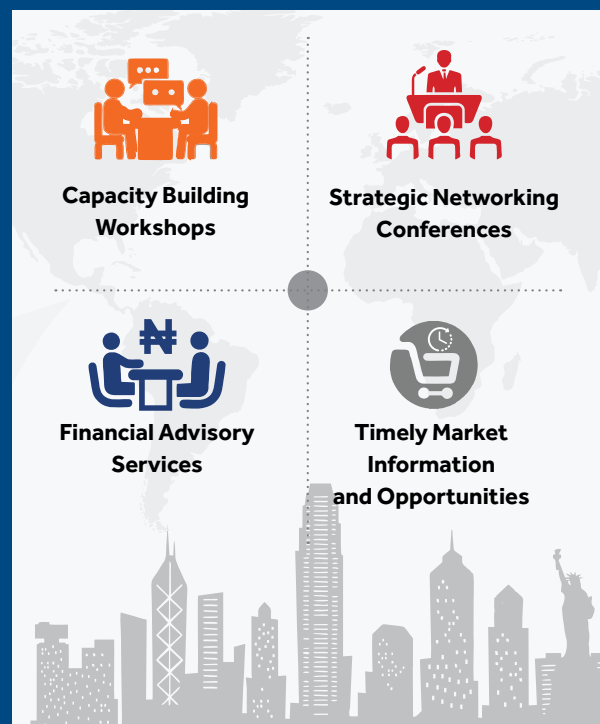 Capacity Building
Workshops
Strategic Networking
Conferences
₦
Financial Advisory
Services
Timely Market
Information
and Opportunities